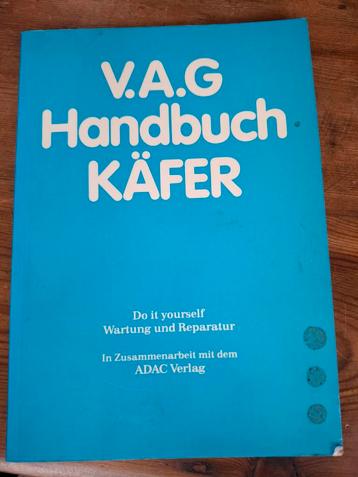 V.A.G
Handbuch
KÄFER
Do it yourself
Wartung und Reparatur
In Zusammenarbeit mit dem
ADAC Verlag